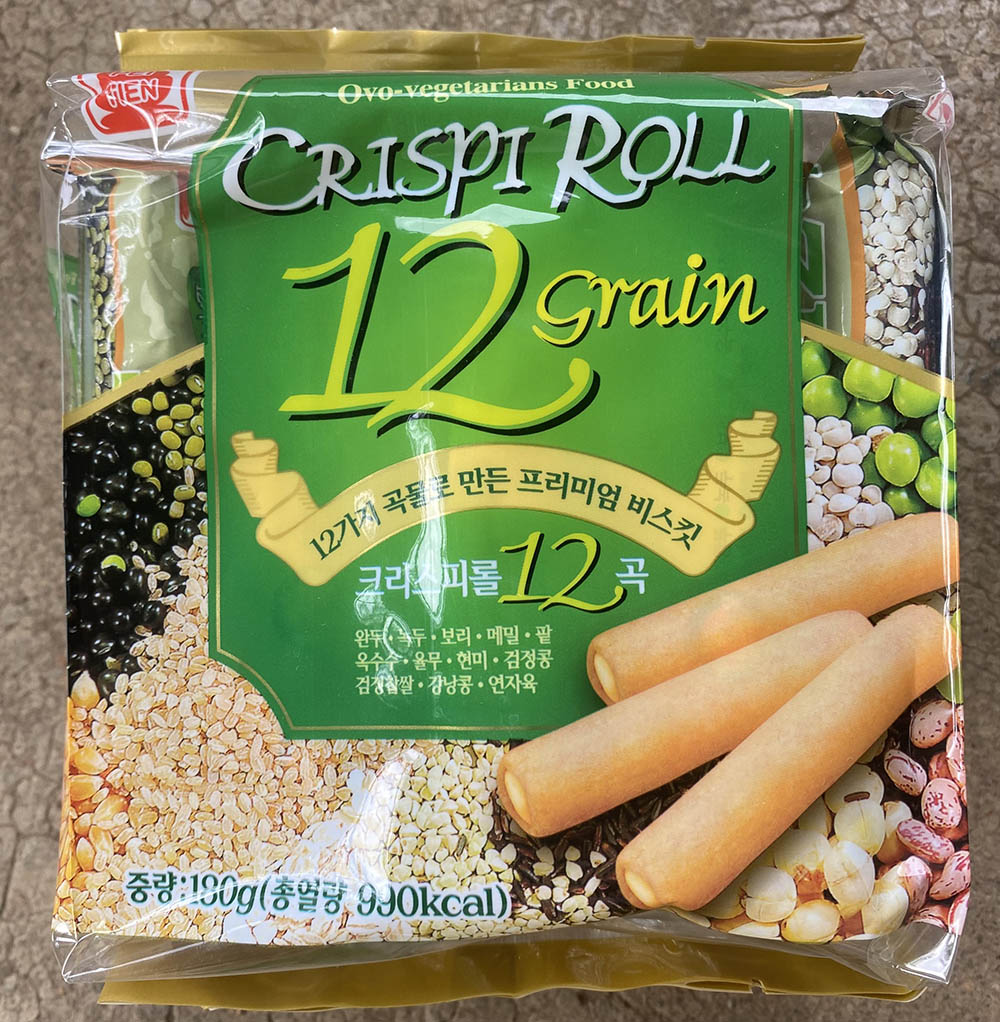 HIEN
Ovo-vegetarians Food
CRISPI ROLL
12 Grain
12가지 곡물로 만든 프리미엄 비스킷
크리스피롤 12곡
완두 • 녹두 • 보리 • 메밀 • 팥
옥수수 • 율무 • 현미 • 검정콩
검정찹쌀 • 강낭콩 • 연자육
중량:190g(총열량 990kcal)